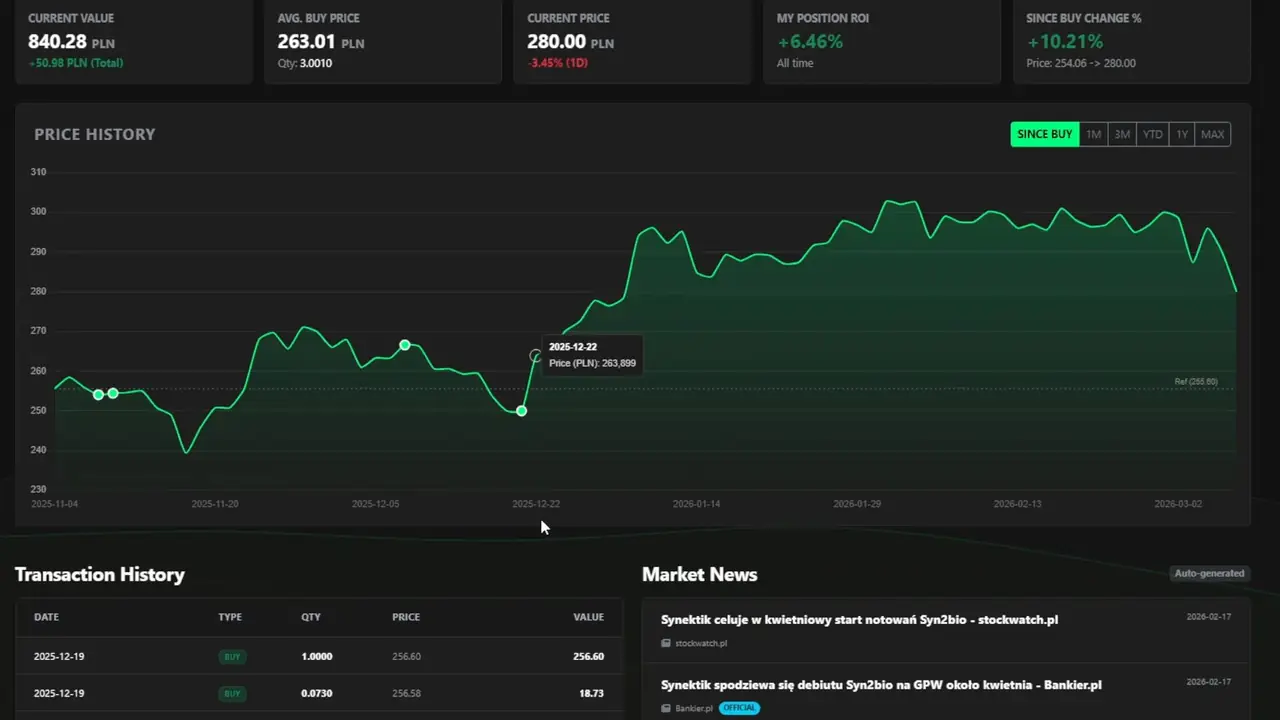 CURRENT VALUE
840.28 PLN
+50.98 PLN (Total)
AVG. BUY PRICE
263.01 PLN
Qty: 3.0010
CURRENT PRICE
280.00 PLN
-3.45% (1D)
MY POSITION ROI
+6.46%
All time
SINCE BUY CHANGE %
+10.21%
Price: 254.06 -> 280.00
PRICE HISTORY
SINCE BUY 1M 3M YTD 1Y MAX
310
300
290
280
270
260
250
240
230
2025-12-22
Price (PLN): 263,899
Ref (255.60)
2025-11-04 2025-11-20 2025-12-05 2025-12-22 2026-01-14 2026-01-29 2026-02-13 2026-03-02
Transaction History
DATE TYPE QTY PRICE VALUE
2025-12-19 BUY 1.0000 256.60 256.60
2025-12-19 BUY 0.0730 256.58 18.73
Market News
Auto-generated
Synektik celuje w kwietniowy start notowań Syn2bio - stockwatch.pl
2026-02-17
stockwatch.pl
Synektik spodziewa się debiutu Syn2bio na GPW około kwietnia - Bankier.pl
2026-02-17
Bankier.pl OFFICIAL